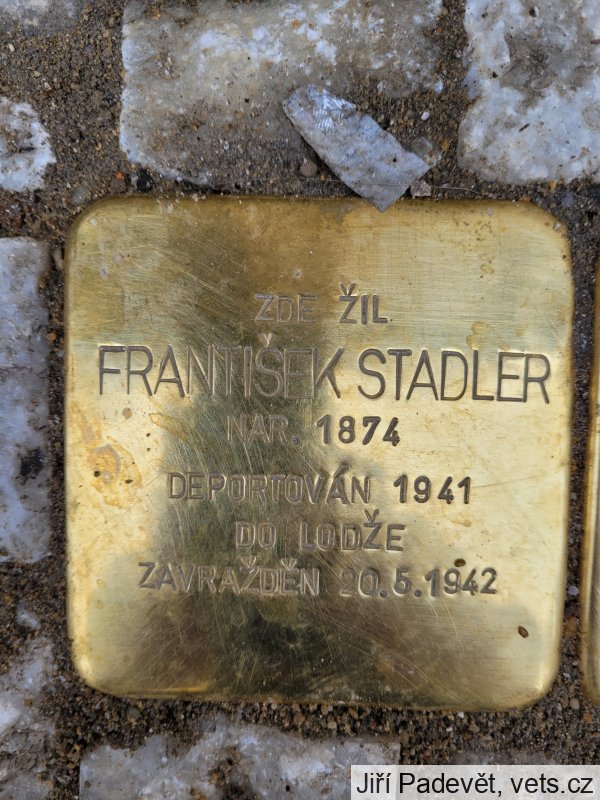 ZDE ŽIL
FRANTIŠEK STADLER
NAR. 1874
DEPORTOVÁN 1941
DO LODŽE
ZAVRAŽDĚN 20.5.1942
Jiří Padevět, vets.cz